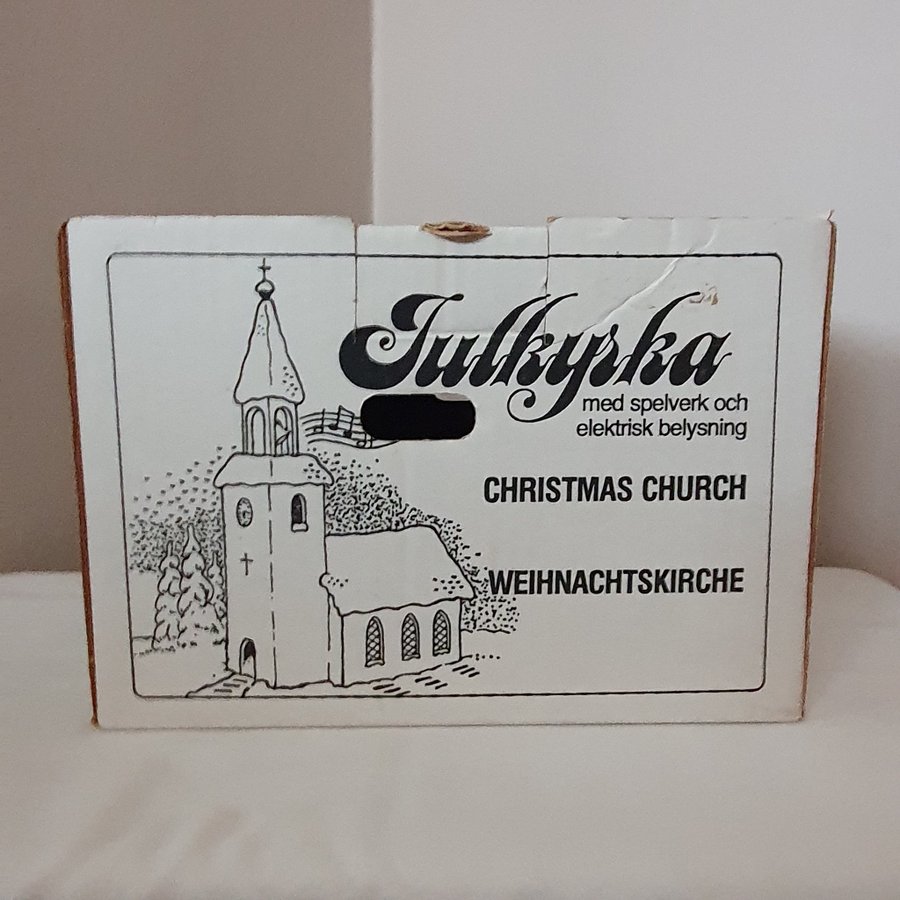 Julkyrka
med spelverk och
elektrisk belysning
CHRISTMAS CHURCH
WEIHNACHTSKIRCHE